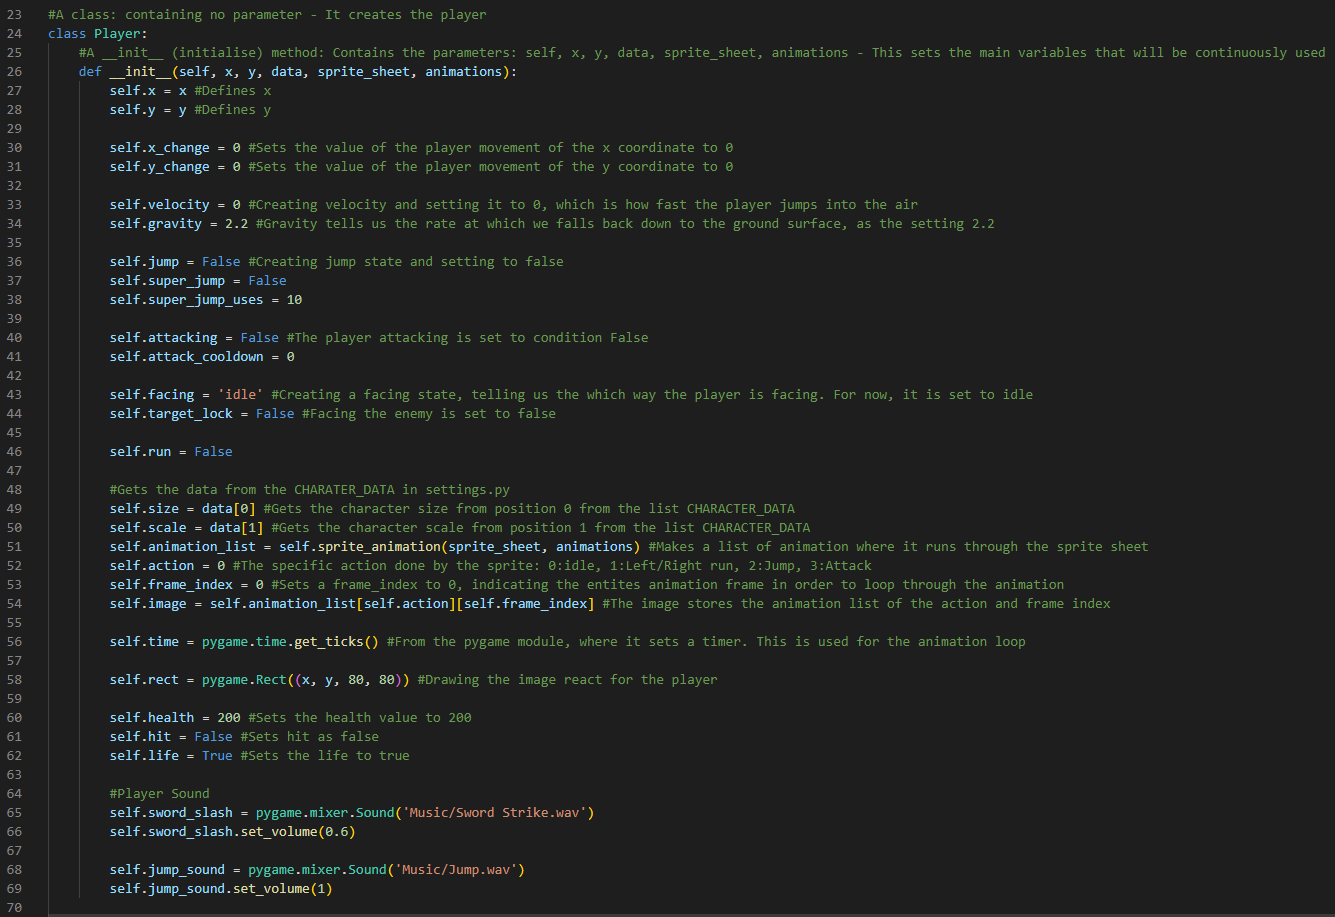 23 #A class: containing no parameter - It creates the player
24 class Player:
25 #A __init__ (initialise) method: Contains the parameters: self, x, y, data, sprite_sheet, animations - This sets the main variables that will be continuously used
26 def __init__(self, x, y, data, sprite_sheet, animations):
27 self.x = x #Defines x
28 self.y = y #Defines y
29
30 self.x_change = 0 #Sets the value of the player movement of the x coordinate to 0
31 self.y_change = 0 #Sets the value of the player movement of the y coordinate to 0
32
33 self.velocity = 0 #Creating velocity and setting it to 0, which is how fast the player jumps into the air
34 self.gravity = 2.2 #Gravity tells us the rate at which we falls back down to the ground surface, as the setting 2.2
35
36 self.jump = False #Creating jump state and setting to false
37 self.super_jump = False
38 self.super_jump_uses = 10
39
40 self.attacking = False #The player attacking is set to condition False
41 self.attack_cooldown = 0
42
43 self.facing = 'idle' #Creating a facing state, telling us the which way the player is facing. For now, it is set to idle
44 self.target_lock = False #Facing the enemy is set to false
45
46 self.run = False
47
48 #Gets the data from the CHARATER_DATA in settings.py
49 self.size = data[0] #Gets the character size from position 0 from the list CHARACTER_DATA
50 self.scale = data[1] #Gets the character scale from position 1 from the list CHARACTER_DATA
51 self.animation_list = self.sprite_animation(sprite_sheet, animations) #Makes a list of animation where it runs through the sprite sheet
52 self.action = 0 #The specific action done by the sprite: 0:idle, 1:Left/Right run, 2:Jump, 3:Attack
53 self.frame_index = 0 #Sets a frame_index to 0, indicating the entites animation frame in order to loop through the animation
54 self.image = self.animation_list[self.action][self.frame_index] #The image stores the animation list of the action and frame index
55
56 self.time = pygame.time.get_ticks() #From the pygame module, where it sets a timer. This is used for the animation loop
57
58 self.rect = pygame.Rect((x, y, 80, 80)) #Drawing the image react for the player
59
60 self.health = 200 #Sets the health value to 200
61 self.hit = False #Sets hit as false
62 self.life = True #Sets the life to true
63
64 #Player Sound
65 self.sword_slash = pygame.mixer.Sound('Music/Sword Strike.wav')
66 self.sword_slash.set_volume(0.6)
67
68 self.jump_sound = pygame.mixer.Sound('Music/Jump.wav')
69 self.jump_sound.set_volume(1)
70